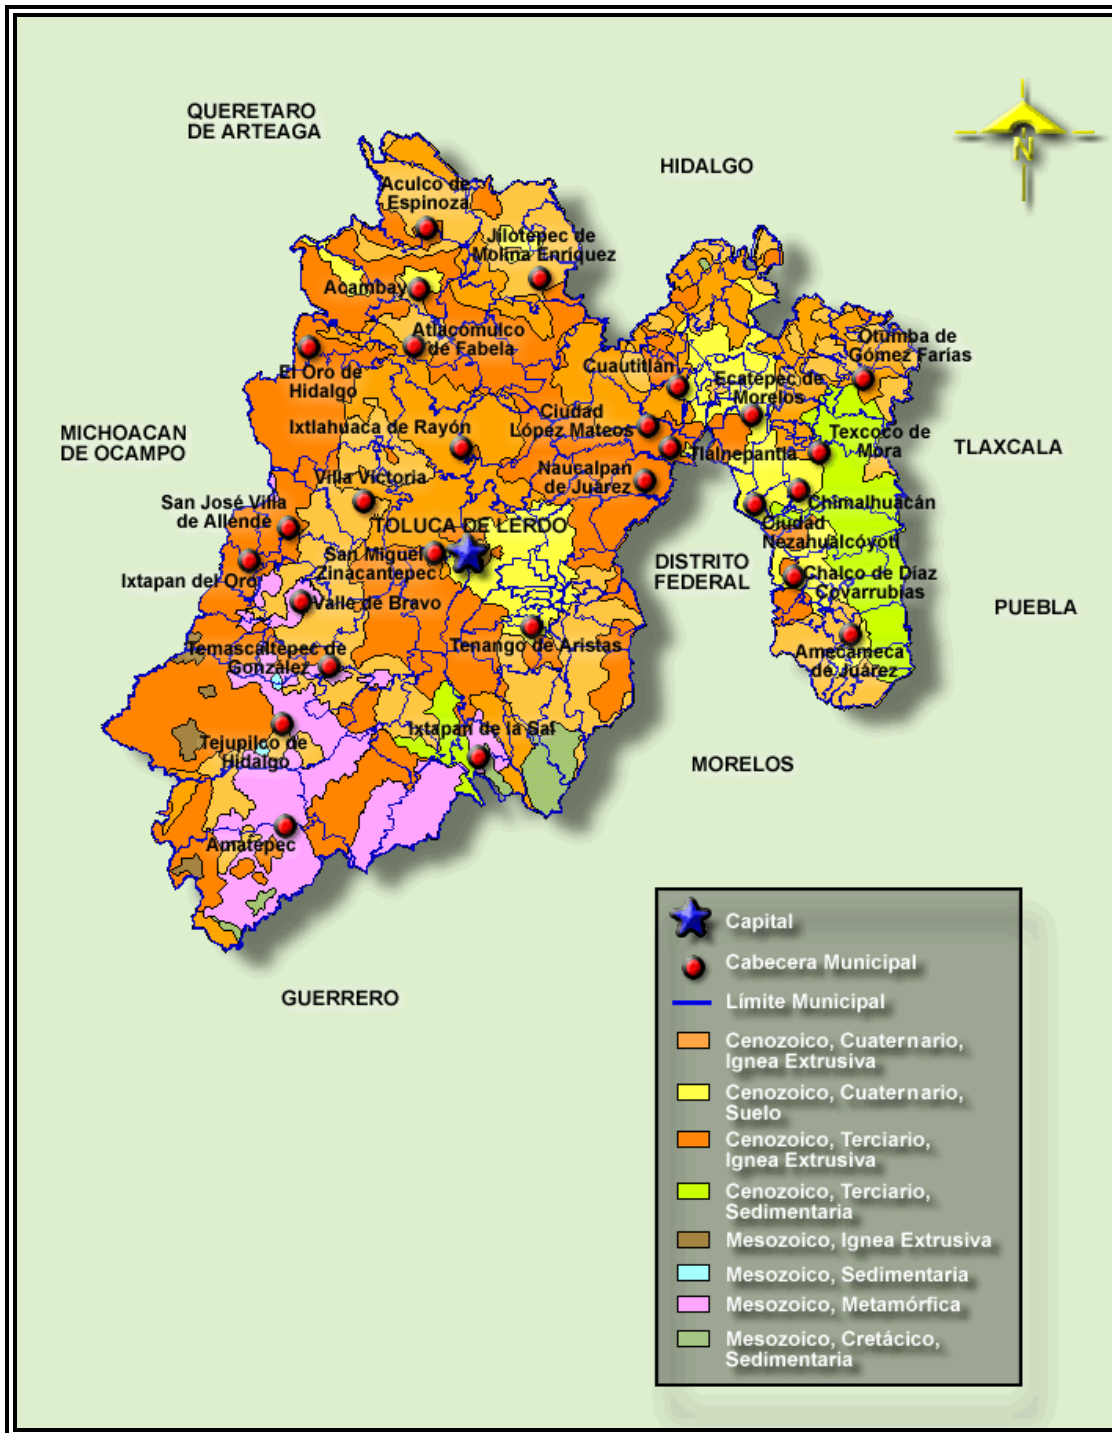 QUERETARO
DE ARTEAGA
HIDALGO
N
Aculco de
Espinoza
Jilotepec de
Molina Enríquez
Acambay
Atlacomulco
de Fabela
Otumba de
Gómez Farías
El Oro de
Hidalgo
Cuautitlán
Ecatepec de
Morelos
Ixtlahuaca de Rayón
Ciudad
López Mateos
Texcoco de
Mora
MICHOACAN
DE OCAMPO
TLAXCALA
Tlalnepantla
Naucalpan
de Juárez
Villa Victoria
San José Villa
de Allende
Chimalhuacán
TOLUCA DE LERDO
Ciudad
Nezahualcóyotl
San Miguel
Zinacantepec
DISTRITO
FEDERAL
Ixtapan del Oro
Chalco de Díaz
Covarrubias
Valle de Bravo
PUEBLA
Temascaltepec de
González
Tenango de Aristas
Amecameca
de Juárez
Ixtapan de la Sal
Tejupilco de
Hidalgo
MORELOS
Amatepec
GUERRERO
Capital
Cabecera Municipal
Límite Municipal
Cenozoico, Cuaternario,
Ignea Extrusiva
Cenozoico, Cuaternario,
Suelo
Cenozoico, Terciario,
Ignea Extrusiva
Cenozoico, Terciario,
Sedimentaria
Mesozoico, Ignea Extrusiva
Mesozoico, Sedimentaria
Mesozoico, Metamórfica
Mesozoico, Cretácico,
Sedimentaria